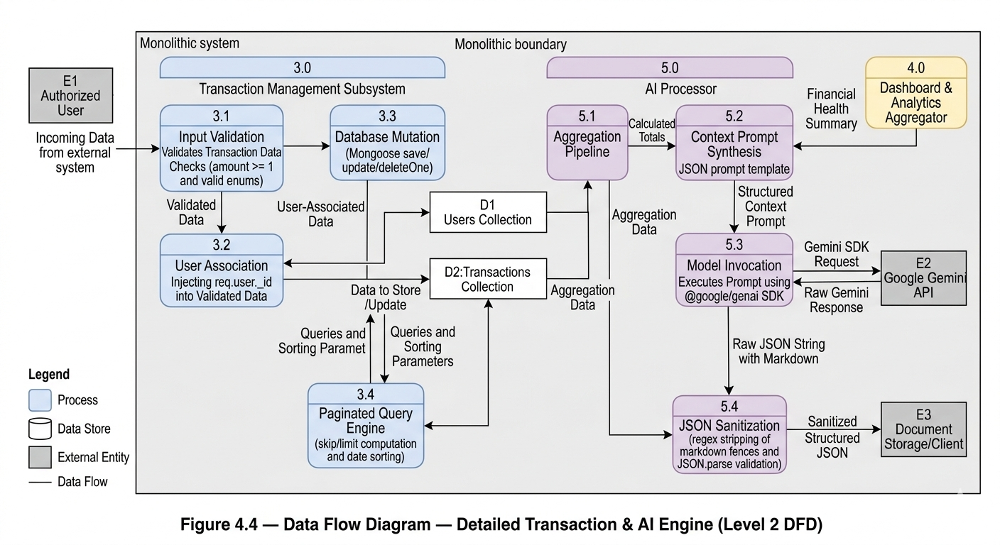 Monolithic system
Monolithic boundary
E1
Authorized
User
Incoming Data
from external
system
3.0
Transaction Management Subsystem
3.1
Input Validation
Validates Transaction Data
Checks (amount >= 1
and valid enums)
3.3
Database Mutation
(Mongoose save/
update/deleteOne)
Validated
Data
User-Associated
Data
3.2
User Association
Injecting req.user._id
into Validated Data
D1
Users Collection
D2:Transactions
Collection
Data to Store
/Update
Queries and
Sorting Paramet
Queries and
Sorting
Parameters
3.4
Paginated Query
Engine
(skip/limit computation
and date sorting)
5.0
AI Processor
5.1
Aggregation
Pipeline
Calculated
Totals
5.2
Context Prompt
Synthesis
JSON prompt template
Financial
Health
Summary
4.0
Dashboard &
Analytics
Aggregator
Aggregation
Data
Aggregation
Data
Structured
Context
Prompt
5.3
Model Invocation
Executes Prompt using
@google/genai SDK
Gemini SDK
Request
Raw Gemini
Response
E2
Google Gemini
API
Raw JSON String
with Markdown
5.4
JSON Sanitization
(regex stripping of
markdown fences and
JSON.parse validation)
Sanitized
Structured
JSON
E3
Document
Storage/Client
Legend
Process
Data Store
External Entity
Data Flow
Figure 4.4 — Data Flow Diagram — Detailed Transaction & AI Engine (Level 2 DFD)